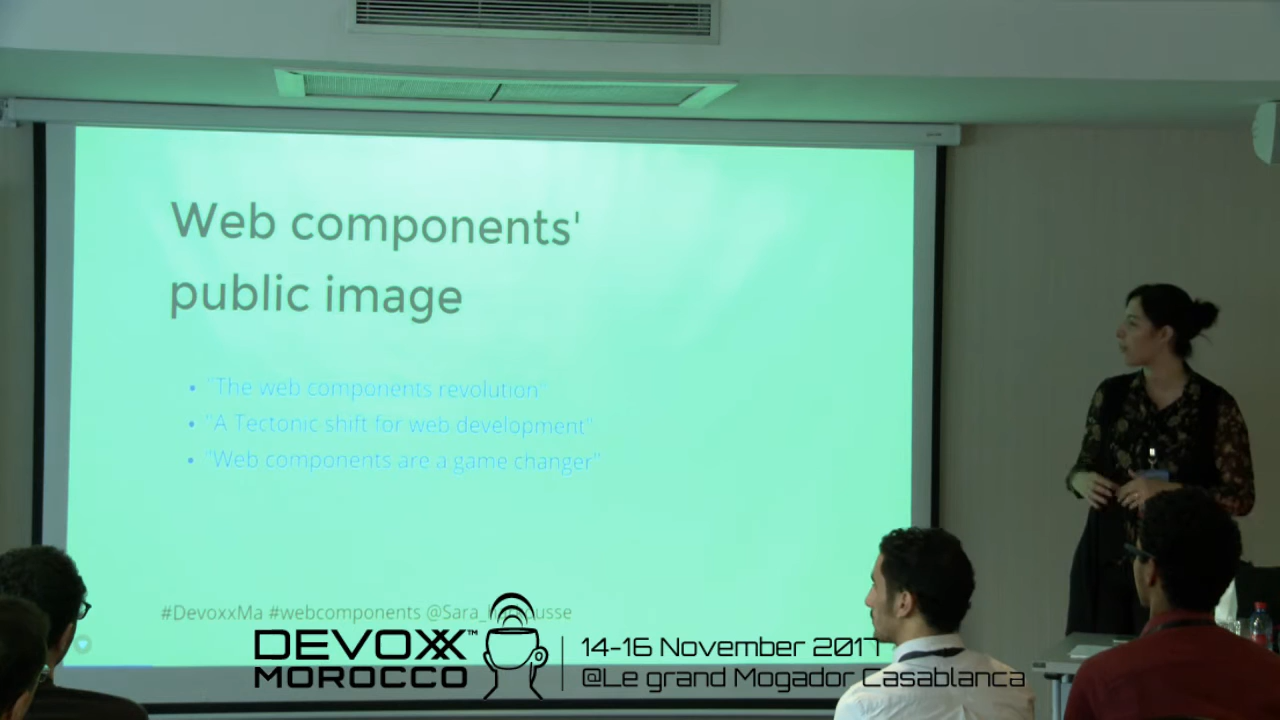 Web components'
public image
• "The web components revolution"
• "A Tectonic shift for web development"
• "Web components are a game changer"
#DevoxxMa #webcomponents
DEVOXX™
MOROCCO
14-16 November 2017
@Le grand Mogador Casablanca